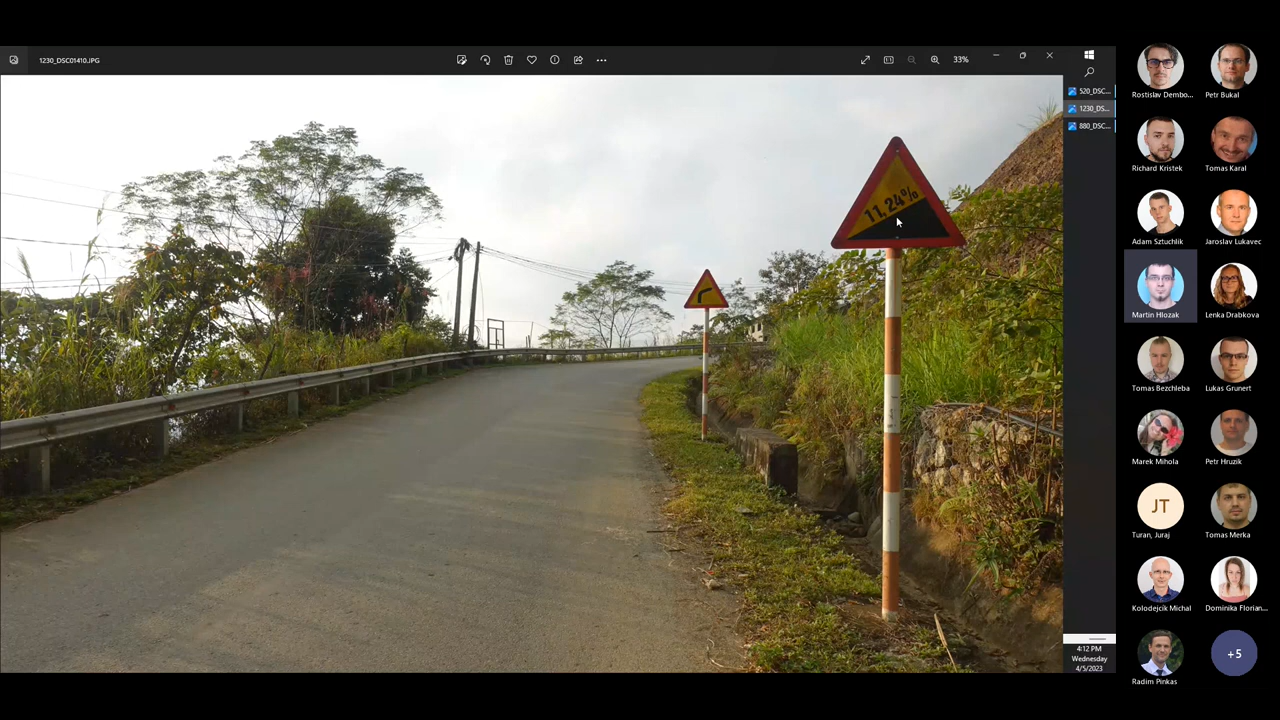 1230_DSC01410.JPG
33%
520_DSC...
1230_DS...
880_DSC...
11,24%
4:12 PM
Wednesday
4/5/2023
Rostislav Dembo...
Petr Bukal
Richard Kristek
Tomas Karal
Adam Sztuchlik
Jaroslav Lukavec
Martin Hlozak
Lenka Drabkova
Tomas Bezchleba
Lukas Grunert
Marek Mihola
Petr Hruzik
JT
Turan, Juraj
Tomas Merka
Kolodejcik Michal
Dominika Florian...
Radim Pinkas
+5